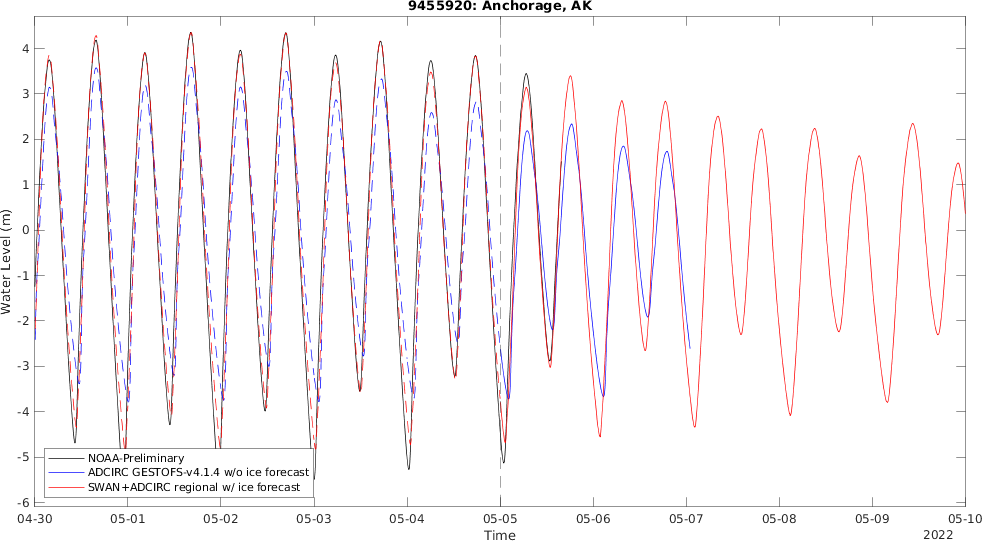 9455920: Anchorage, AK
4
3
2
1
0
-1
-2
-3
-4
-5
-6
Water Level (m)
NOAA-Preliminary
ADCIRC GESTOFS-v4.1.4 w/o ice forecast
SWAN+ADCIRC regional w/ ice forecast
04-30 05-01 05-02 05-03 05-04 05-05 05-06 05-07 05-08 05-09 05-10
Time
2022